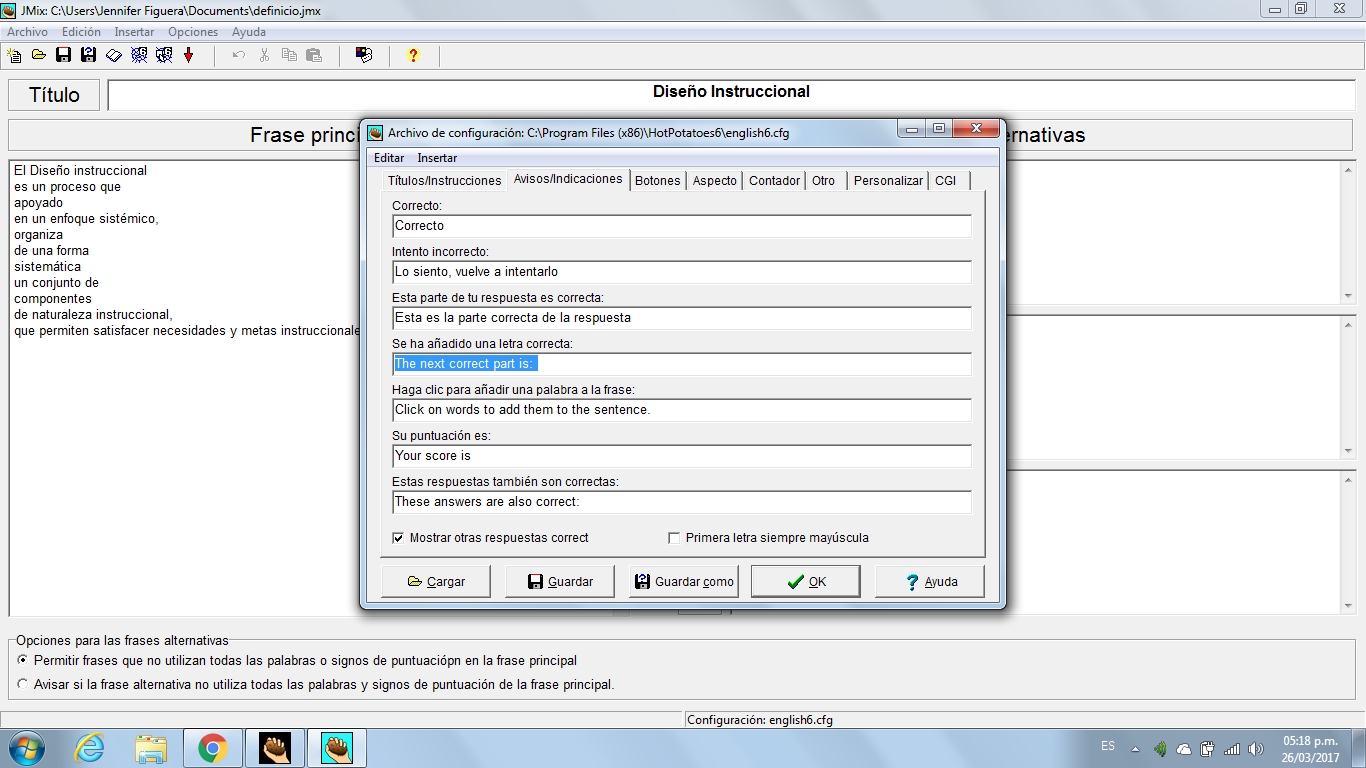 JMix: C:\Users\Jennifer Figuera\Documents\definicio.jmx
Archivo Edición Insertar Opciones Ayuda
Título
Diseño Instruccional
Frase princi
rnativas
El Diseño instruccional
es un proceso que
apoyado
en un enfoque sistémico,
organiza
de una forma
sistemática
un conjunto de
componentes
de naturaleza instruccional,
que permiten satisfacer necesidades y metas instruccionale
Archivo de configuración: C:\Program Files (x86)\HotPotatoes6\english6.cfg
Editar Insertar
Títulos/Instrucciones Avisos/Indicaciones Botones Aspecto Contador Otro Personalizar CGI
Correcto:
Correcto
Intento incorrecto:
Lo siento, vuelve a intentarlo
Esta parte de tu respuesta es correcta:
Esta es la parte correcta de la respuesta
Se ha añadido una letra correcta:
The next correct part is:
Haga clic para añadir una palabra a la frase:
Click on words to add them to the sentence.
Su puntuación es:
Your score is
Estas respuestas también son correctas:
These answers are also correct:
Mostrar otras respuestas correct
Primera letra siempre mayúscula
Cargar Guardar Guardar como OK Ayuda
Opciones para las frases alternativas
Permitir frases que no utilizan todas las palabras o signos de puntuaciópn en la frase principal
Avisar si la frase alternativa no utiliza todas las palabras y signos de puntuación de la frase principal.
Configuración: english6.cfg
ES
05:18 p.m.
26/03/2017